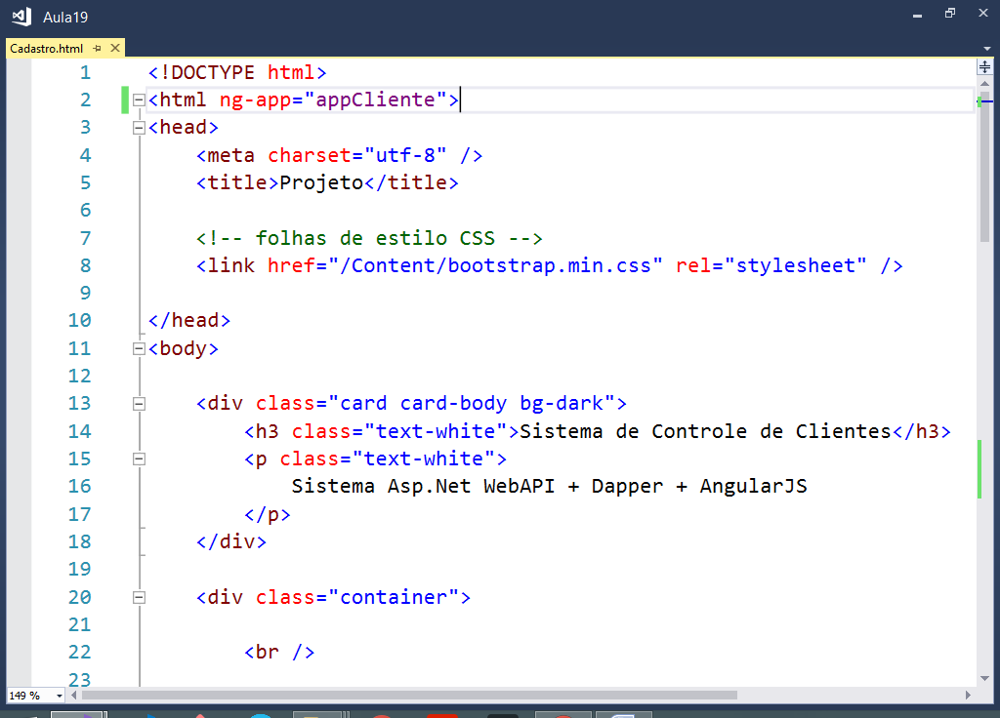 Aula19
Cadastro.html
1 <!DOCTYPE html>
2 <html ng-app="appCliente">
3 <head>
4 <meta charset="utf-8" />
5 <title>Projeto</title>
6
7 <!-- folhas de estilo CSS -->
8 <link href="/Content/bootstrap.min.css" rel="stylesheet" />
9
10 </head>
11 <body>
12
13 <div class="card card-body bg-dark">
14 <h3 class="text-white">Sistema de Controle de Clientes</h3>
15 <p class="text-white">
16 Sistema Asp.Net WebAPI + Dapper + AngularJS
17 </p>
18 </div>
19
20 <div class="container">
21
22 <br />
23
149 %